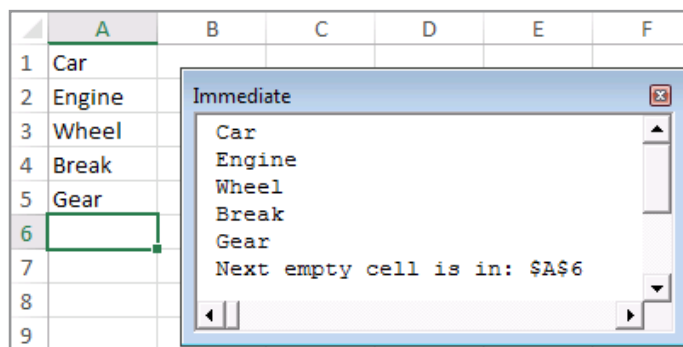 A B C D E F
1 Car
2 Engine
3 Wheel
4 Break
5 Gear
6
7
8
9
Immediate
Car
Engine
Wheel
Break
Gear
Next empty cell is in: $A$6